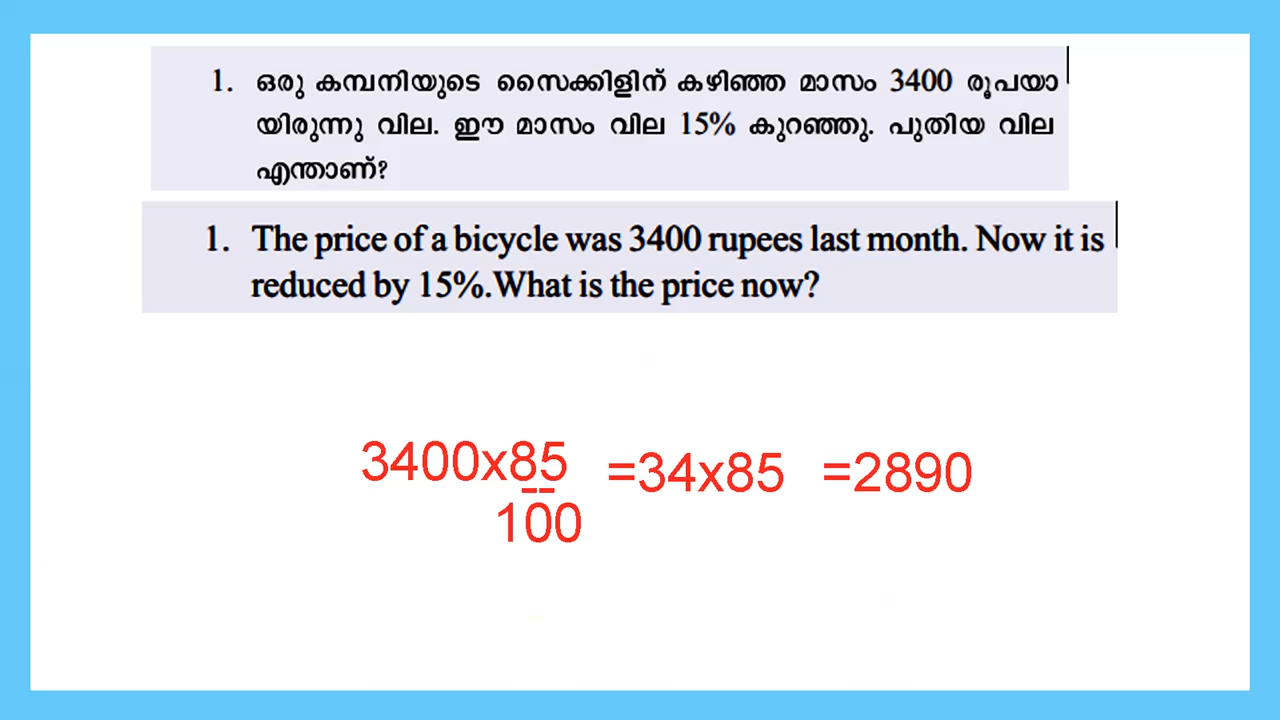 1. ഒരു കമ്പനിയുടെ സൈക്കിളിന് കഴിഞ്ഞ മാസം 3400 രൂപയാ
യിരുന്നു വില. ഈ മാസം വില 15% കുറഞ്ഞു. പുതിയ വില
എന്താണ്?
1. The price of a bicycle was 3400 rupees last month. Now it is
reduced by 15%.What is the price now?
3400x85 =34x85 =2890
--
100